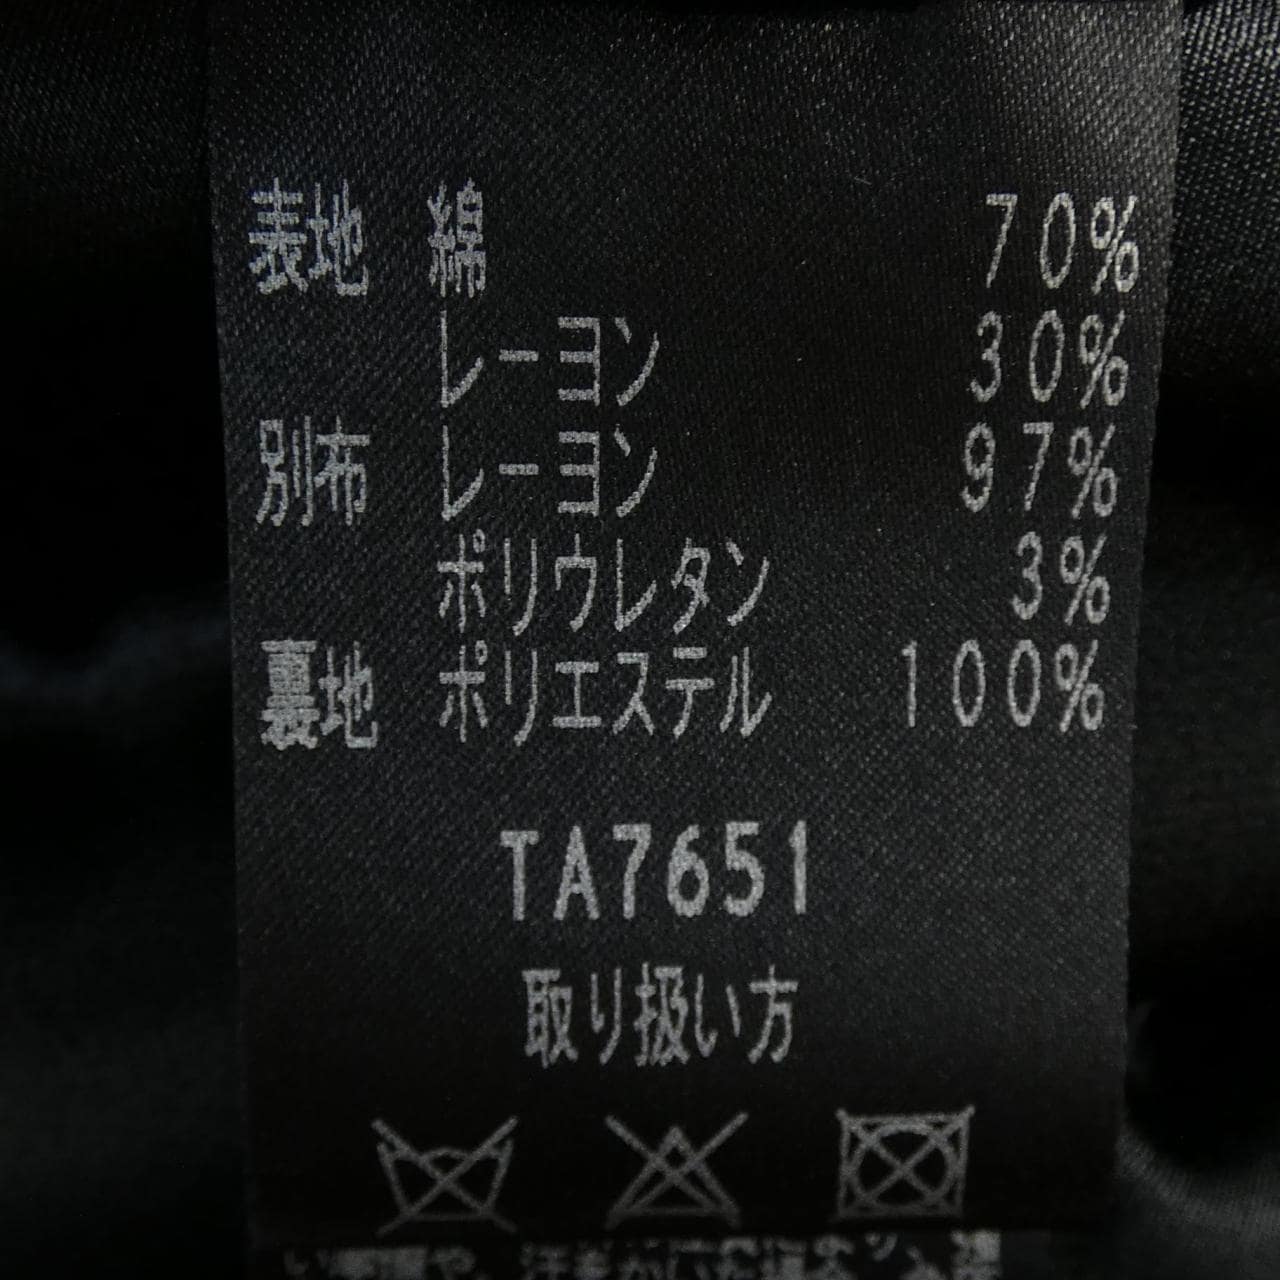 表地 綿 70%
レーヨン 30%
別布 レーヨン 97%
ポリウレタン 3%
裏地 ポリエステル 100%
TA7651
取り扱い方